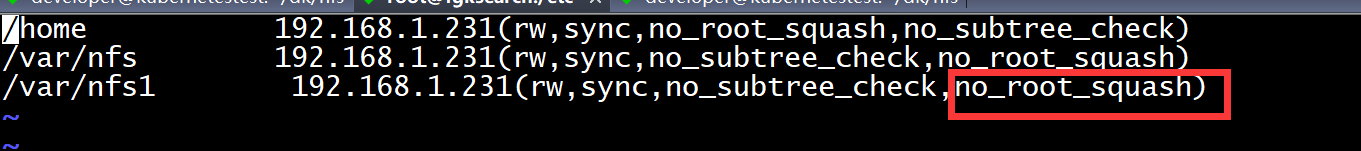 /home           192.168.1.231(rw,sync,no_root_squash,no_subtree_check)
/var/nfs        192.168.1.231(rw,sync,no_subtree_check,no_root_squash)
/var/nfs1        192.168.1.231(rw,sync,no_subtree_check,no_root_squash)
~
~